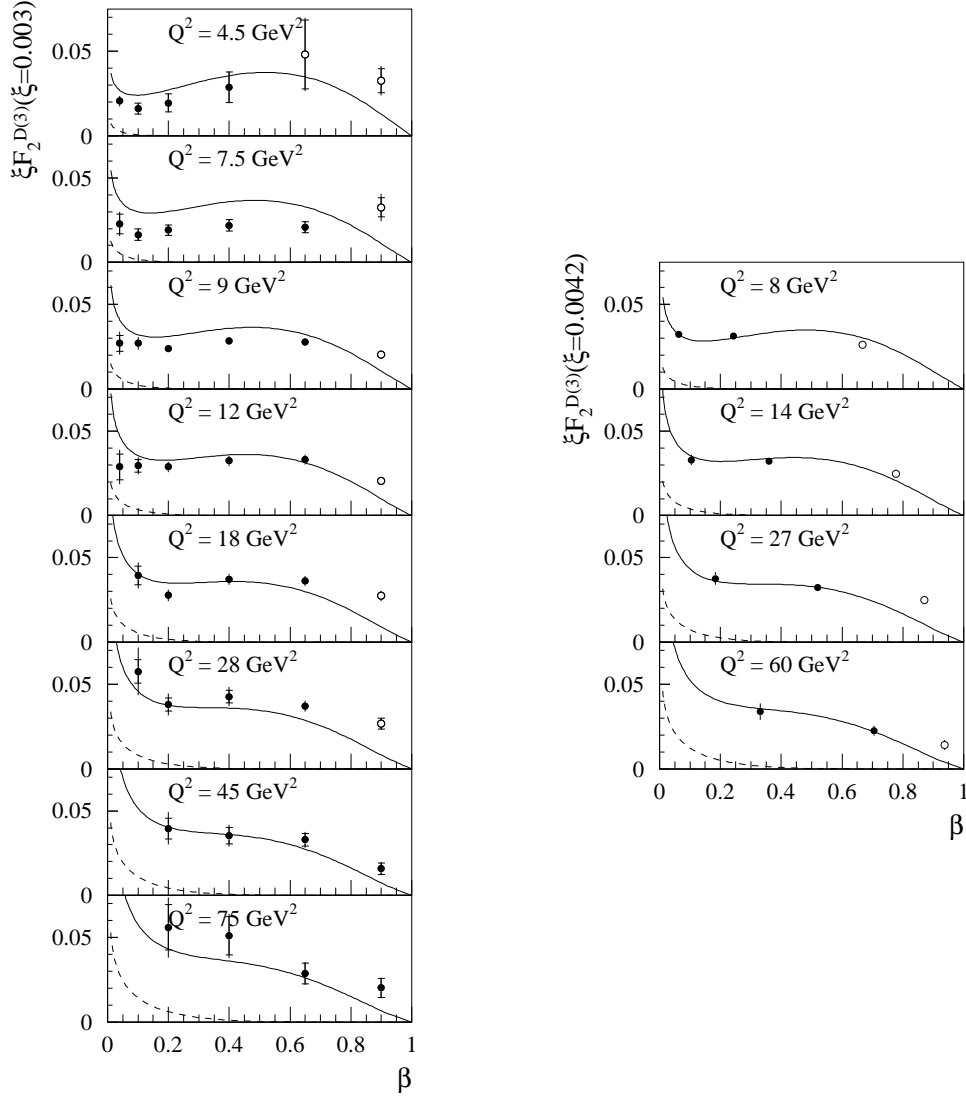 ξF₂ᴰ⁽³⁾(ξ=0.003)
Q² = 4.5 GeV²
0.05
0
Q² = 7.5 GeV²
0.05
0
Q² = 9 GeV²
0.05
0
Q² = 12 GeV²
0.05
0
Q² = 18 GeV²
0.05
0
Q² = 28 GeV²
0.05
0
Q² = 45 GeV²
0.05
0
Q² = 75 GeV²
0.05
0
0 0.2 0.4 0.6 0.8 1
β
ξF₂ᴰ⁽³⁾(ξ=0.0042)
Q² = 8 GeV²
0.05
0
Q² = 14 GeV²
0.05
0
Q² = 27 GeV²
0.05
0
Q² = 60 GeV²
0.05
0
0 0.2 0.4 0.6 0.8 1
β